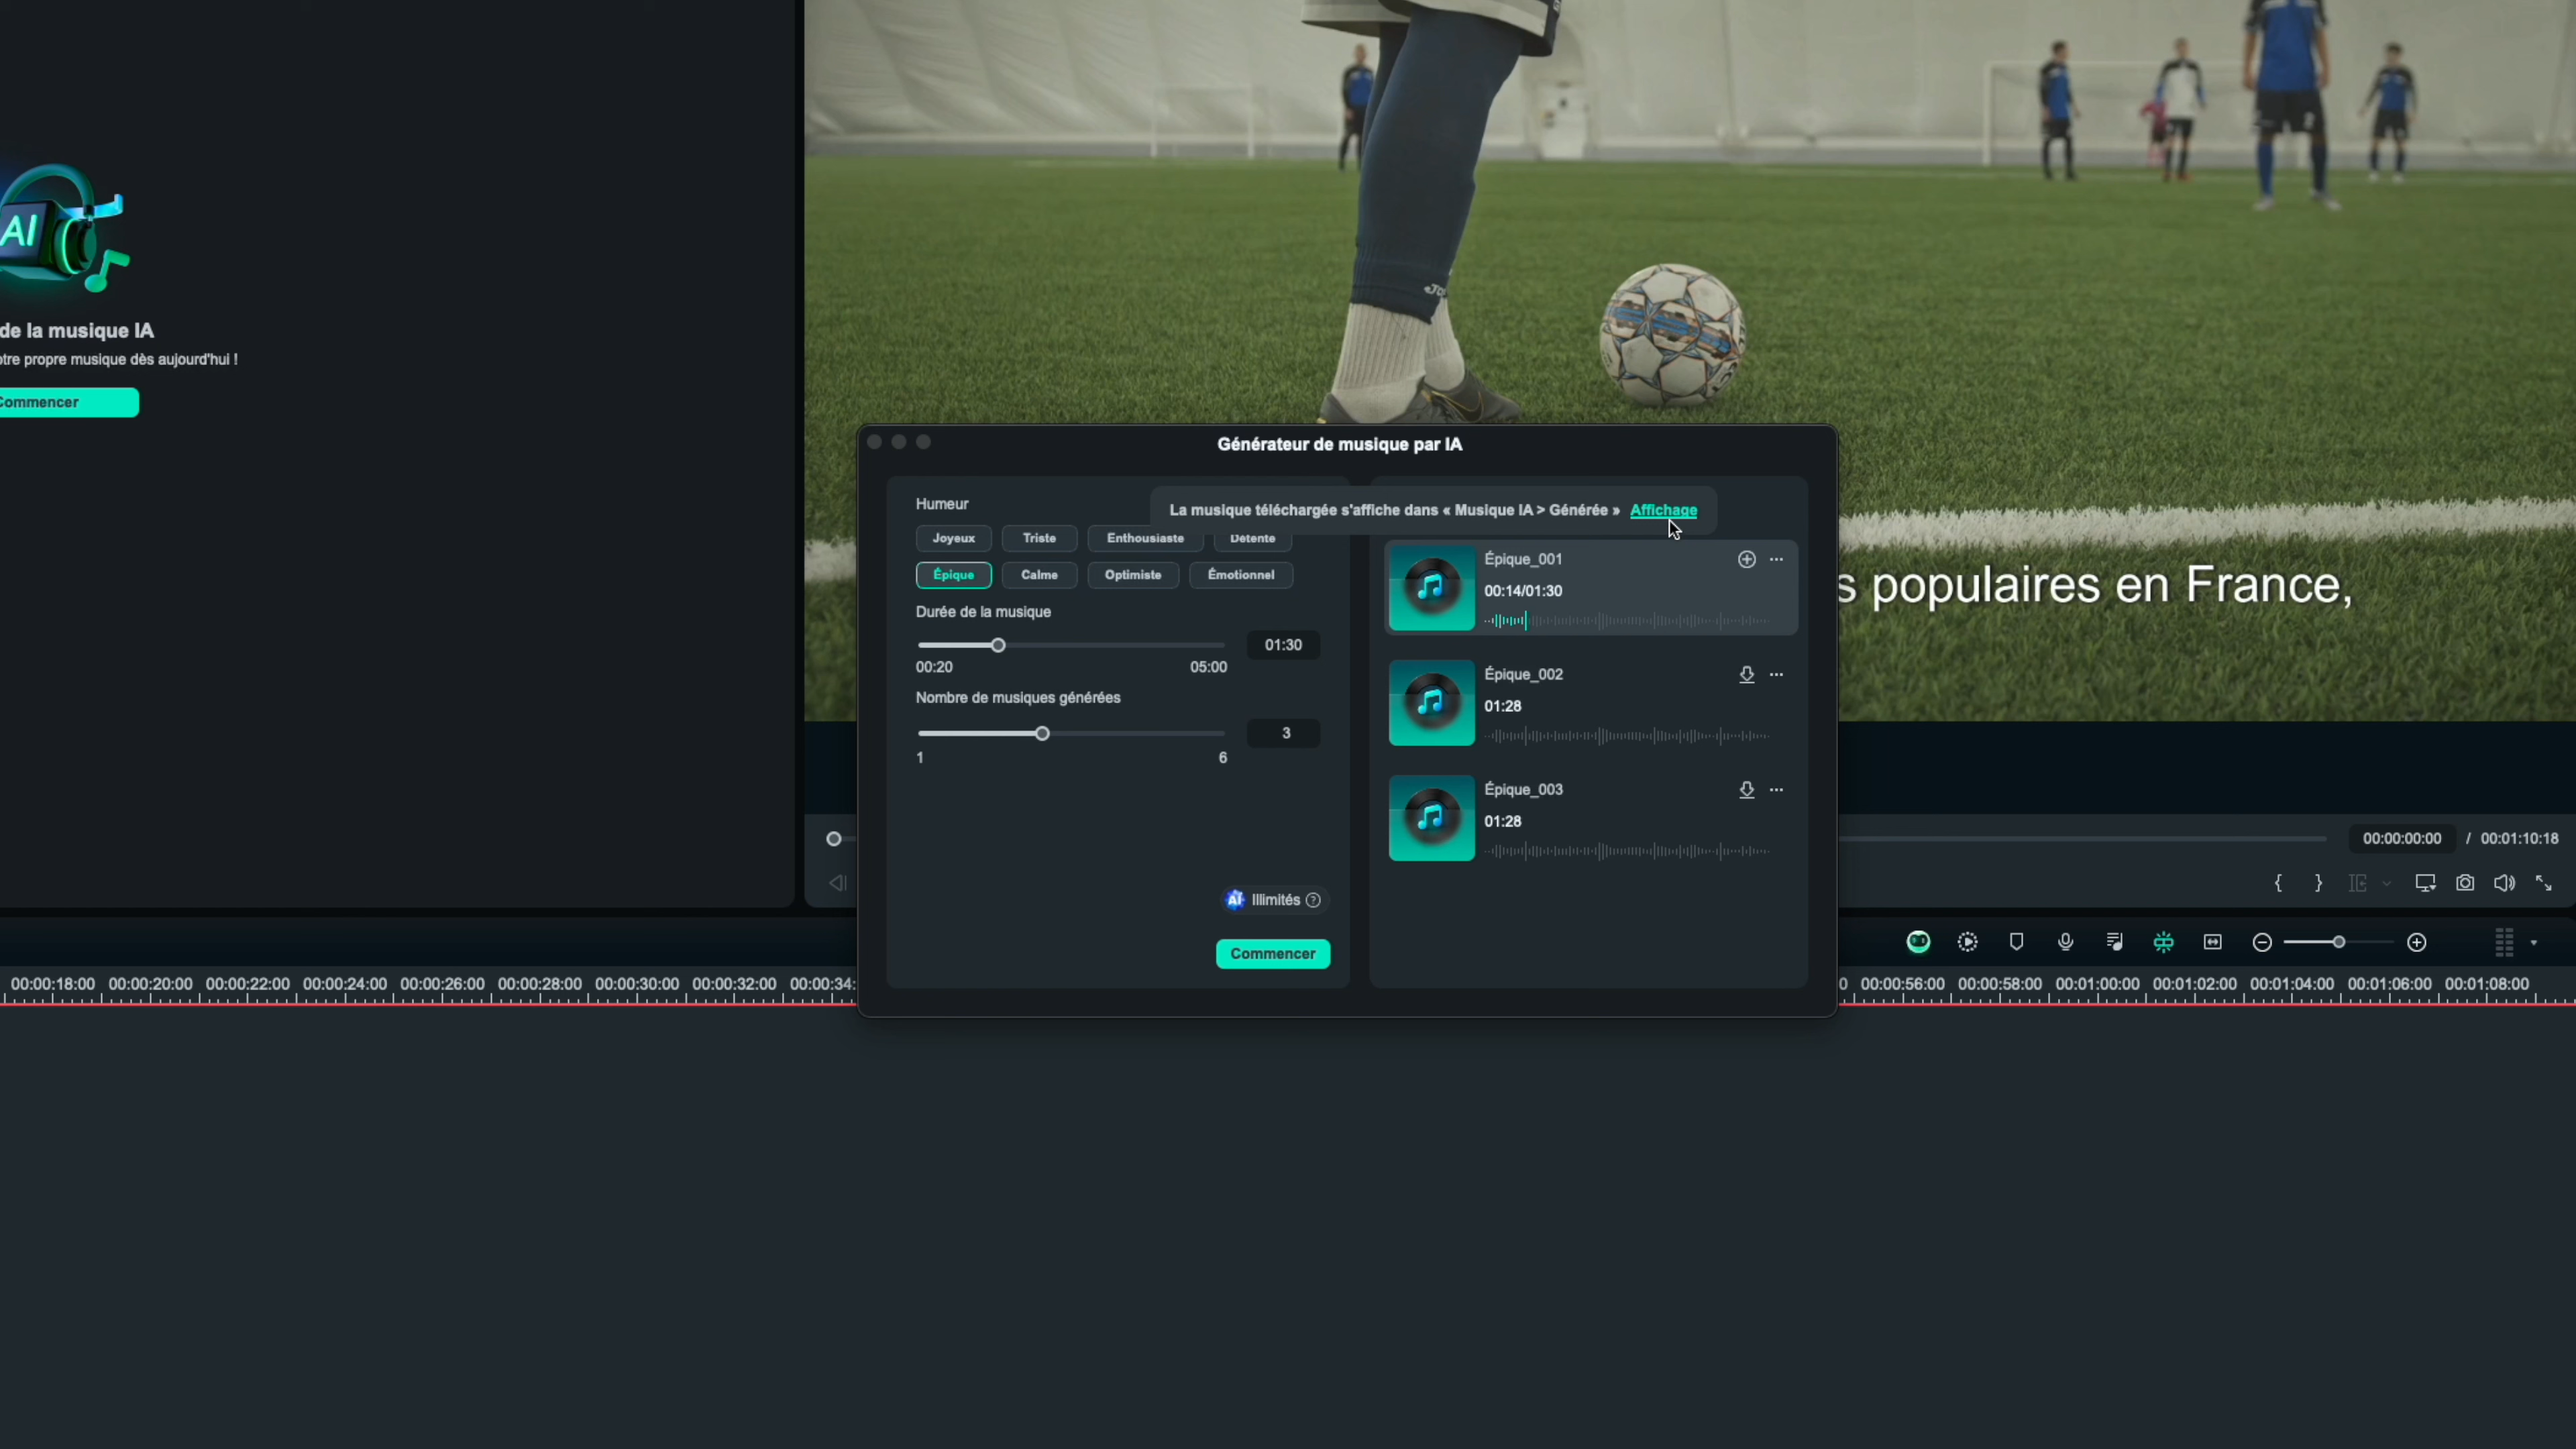 AI
de la musique IA
otre propre musique dès aujourd'hui !
Commencer
Générateur de musique par IA
La musique téléchargée s'affiche dans « Musique IA > Générée » Affichage
Humeur
Joyeux
Triste
Enthousiaste
Détente
Épique
Calme
Optimiste
Émotionnel
Durée de la musique
01:30
00:20
05:00
Nombre de musiques générées
3
1
6
AI Illimités ?
Commencer
Épique_001
00:14/01:30
Épique_002
01:28
Épique_003
01:28
s populaires en France,
00:00:00:00 / 00:01:10:18
00:00:18:00 00:00:20:00 00:00:22:00 00:00:24:00 00:00:26:00 00:00:28:00 00:00:30:00 00:00:32:00 00:00:34: 0 00:00:56:00 00:00:58:00 00:01:00:00 00:01:02:00 00:01:04:00 00:01:06:00 00:01:08:00